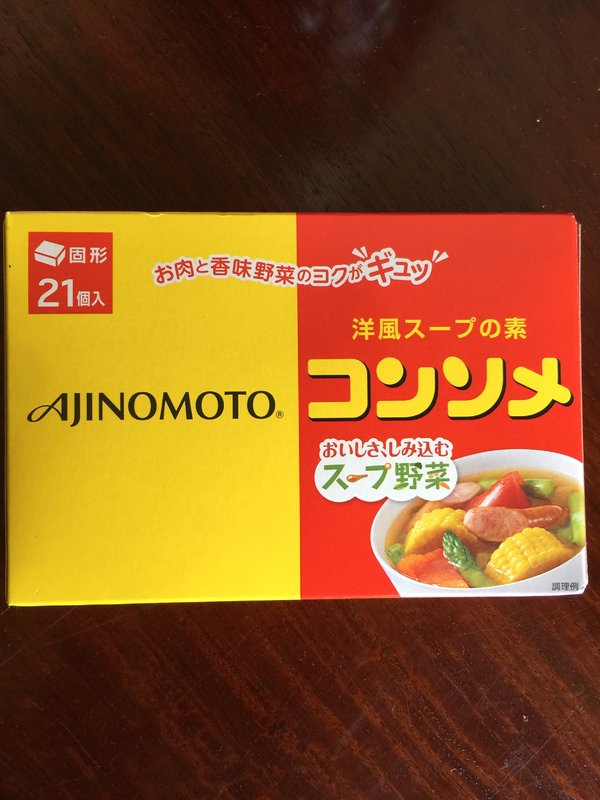 固形
21個入
お肉と香味野菜のコクがギュッ
洋風スープの素
AJINOMOTO®
コンソメ
おいしさ、しみ込む
スープ野菜
調理例